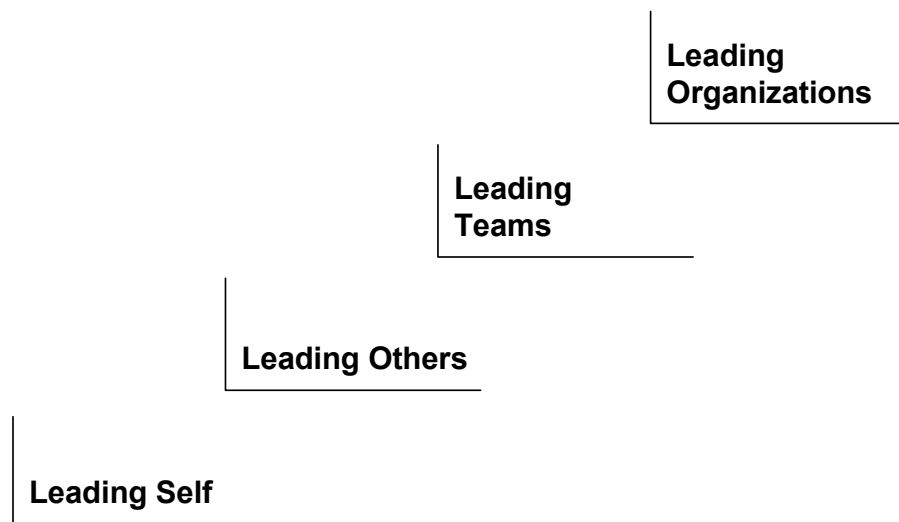 Leading
Organizations
Leading
Teams
Leading Others
Leading Self